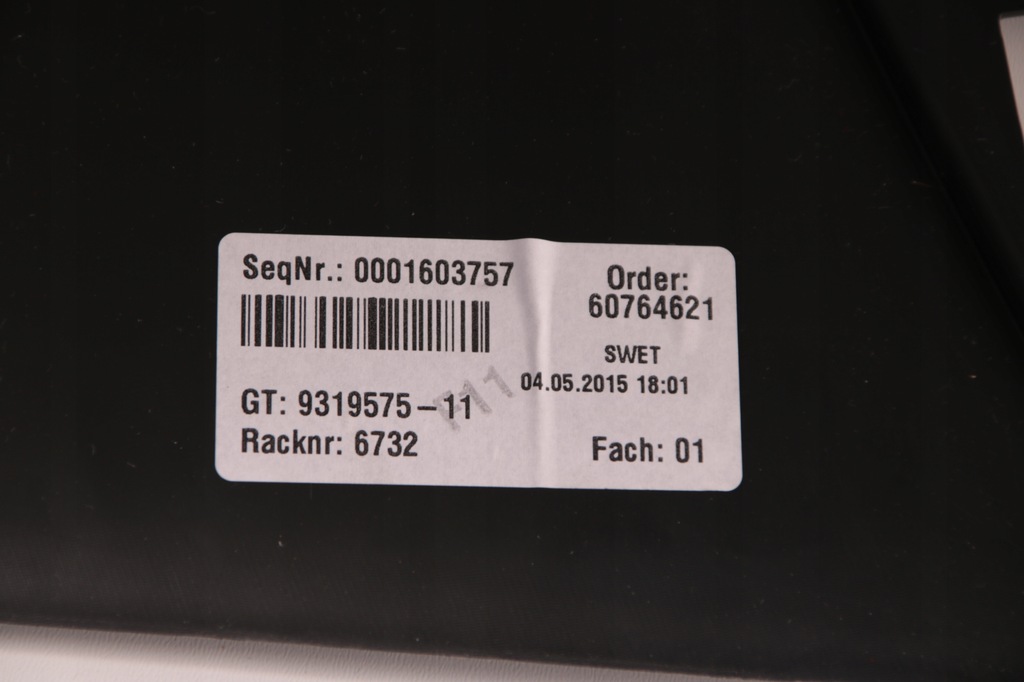 SeqNr.: 0001603757
Order:
60764621
SWET
04.05.2015 18:01
GT: 9319575-11
Racknr: 6732
Fach: 01